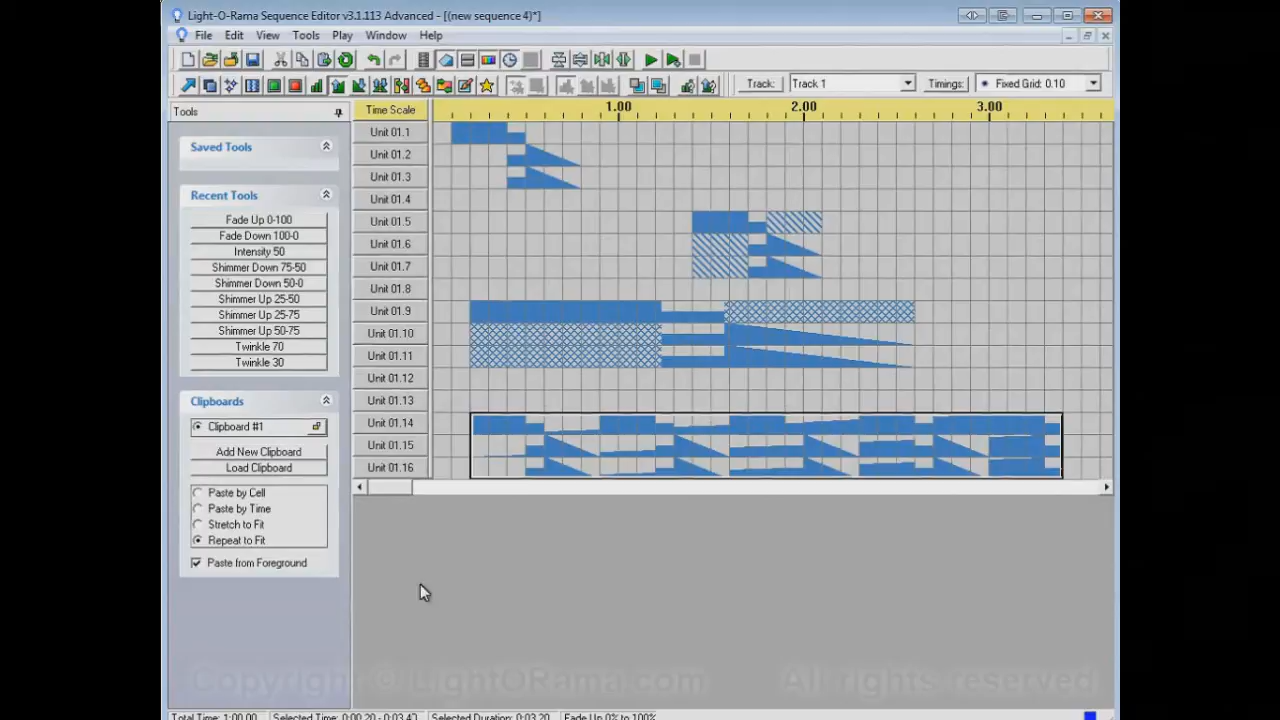 Light-O-Rama Sequence Editor v3.1.113 Advanced - [(new sequence 4)*]
File Edit View Tools Play Window Help
Track: Track 1 Timings: Fixed Grid: 0.10
Tools
Time Scale 1.00 2.00 3.00
Saved Tools
Recent Tools
Fade Up 0-100
Fade Down 100-0
Intensity 50
Shimmer Down 75-50
Shimmer Down 50-0
Shimmer Up 25-50
Shimmer Up 25-75
Shimmer Up 50-75
Twinkle 70
Twinkle 30
Clipboards
Clipboard #1
Add New Clipboard
Load Clipboard
Paste by Cell
Paste by Time
Stretch to Fit
Repeat to Fit
Paste from Foreground
Unit 01.1
Unit 01.2
Unit 01.3
Unit 01.4
Unit 01.5
Unit 01.6
Unit 01.7
Unit 01.8
Unit 01.9
Unit 01.10
Unit 01.11
Unit 01.12
Unit 01.13
Unit 01.14
Unit 01.15
Unit 01.16
Copyright © LightORama.com All rights reserved
Total Time: 1:00.00 Selected Time: 0:00.20 - 0:03.40 Selected Duration: 0:03.20 Fade Up 0% to 100%